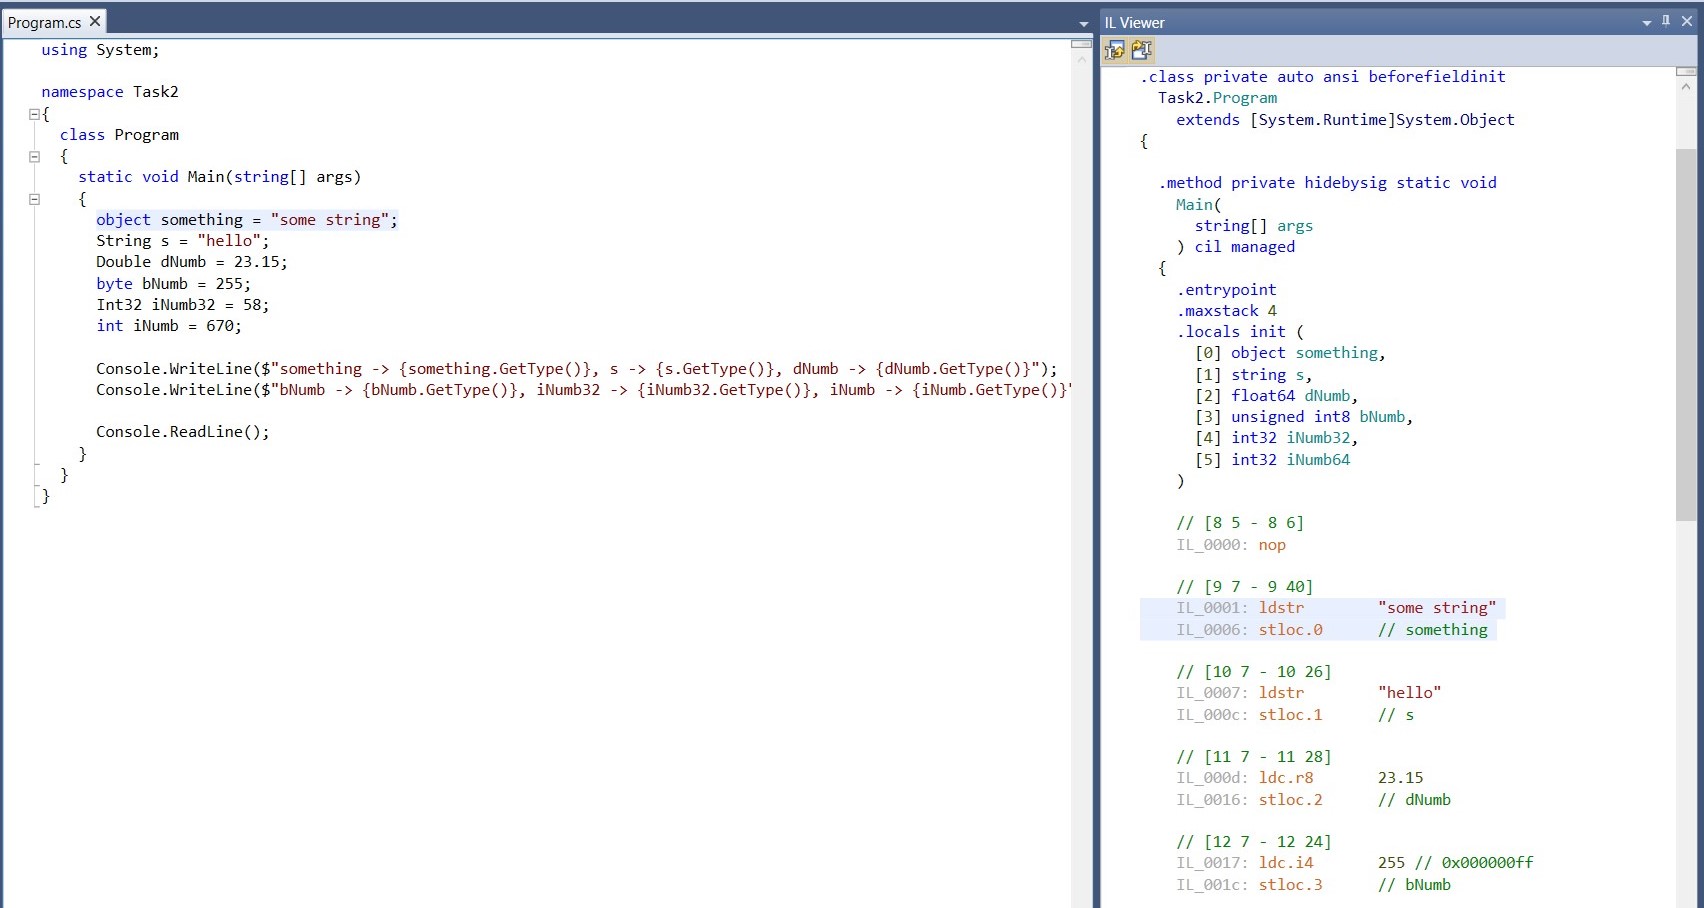 Program.cs
using System;
namespace Task2
{
class Program
{
static void Main(string[] args)
{
object something = "some string";
String s = "hello";
Double dNumb = 23.15;
byte bNumb = 255;
Int32 iNumb32 = 58;
int iNumb = 670;
Console.WriteLine($"something -> {something.GetType()}, s -> {s.GetType()}, dNumb -> {dNumb.GetType()}");
Console.WriteLine($"bNumb -> {bNumb.GetType()}, iNumb32 -> {iNumb32.GetType()}, iNumb -> {iNumb.GetType()}"
Console.ReadLine();
}
}
}
IL Viewer
.class private auto ansi beforefieldinit
Task2.Program
extends [System.Runtime]System.Object
{
.method private hidebysig static void
Main(
string[] args
) cil managed
{
.entrypoint
.maxstack 4
.locals init (
[0] object something,
[1] string s,
[2] float64 dNumb,
[3] unsigned int8 bNumb,
[4] int32 iNumb32,
[5] int32 iNumb64
)
// [8 5 - 8 6]
IL_0000: nop
// [9 7 - 9 40]
IL_0001: ldstr "some string"
IL_0006: stloc.0 // something
// [10 7 - 10 26]
IL_0007: ldstr "hello"
IL_000c: stloc.1 // s
// [11 7 - 11 28]
IL_000d: ldc.r8 23.15
IL_0016: stloc.2 // dNumb
// [12 7 - 12 24]
IL_0017: ldc.i4 255 // 0x000000ff
IL_001c: stloc.3 // bNumb